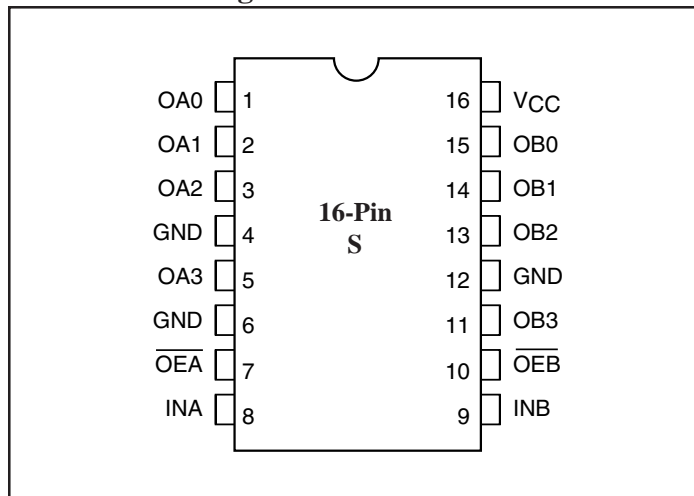 OA0 1 16 VCC
OA1 2 15 OB0
OA2 3 14 OB1
16-Pin
GND 4 13 OB2
S
OA3 5 12 GND
GND 6 11 OB3
OEA 7 10 OEB
INA 8 9 INB